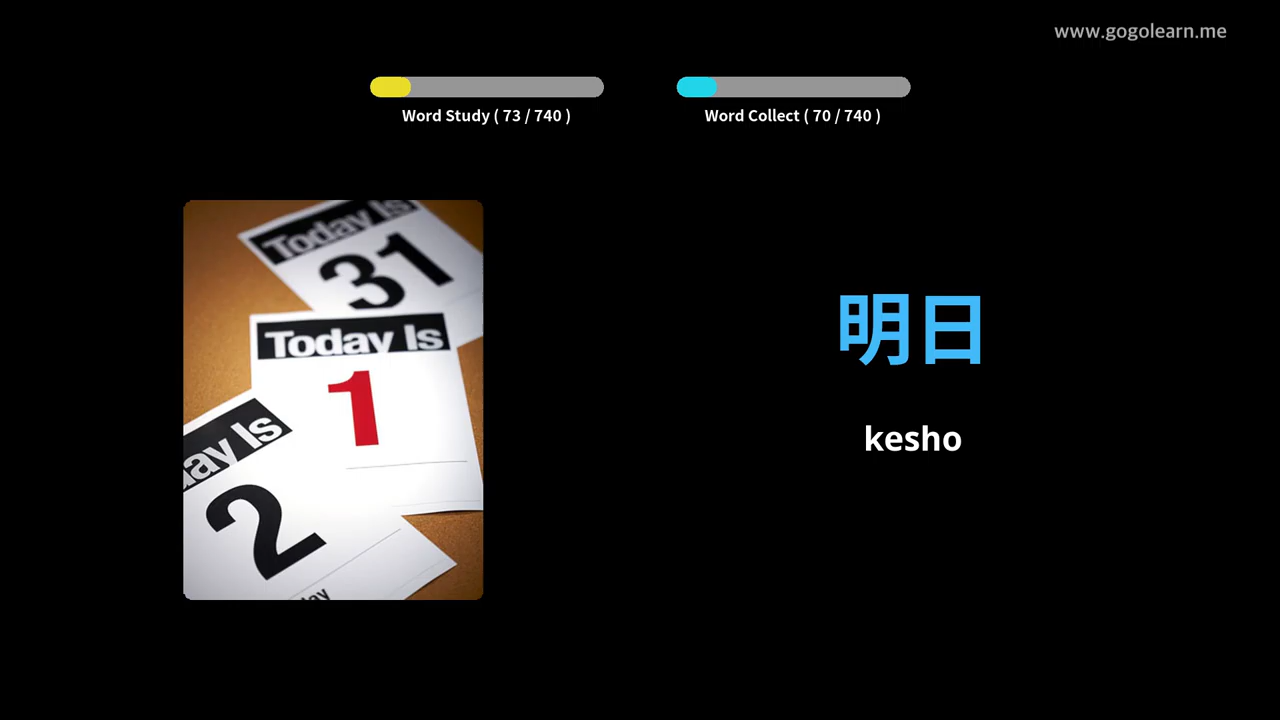 www.gogolearn.me
Word Study ( 73 / 740 )
Word Collect ( 70 / 740 )
Today Is
31
Today Is
1
ay Is
2
明日
kesho